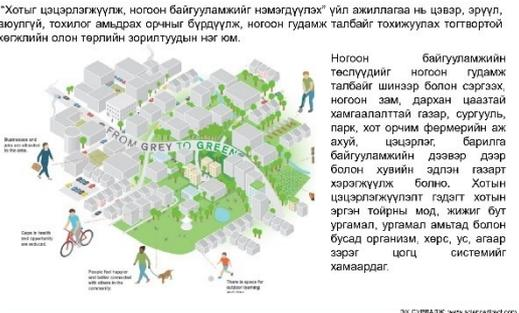 "Хотыг цэцэрлэгжүүлж, ногоон байгууламжийг нэмэгдүүлэх" үйл ажиллагаа нь цэвэр, эрүүл,
аюулгүй, тохилог амьдрах орчныг бүрдүүлж, ногоон гудамж талбайг тохижуулах тогтвортой
хөгжлийн олон төрлийн зорилтуудын нэг юм.
FROM GREY TO GREEN
Businesses and
jobs are attracted
to the area.
Gaps in health
and opportunity
are reduced.
People feel happier
and better connected
with others in the
community.
There is space for
outdoor learning
and play.
Ногоон байгууламжийн
төслүүдийг ногоон гудамж
талбайг шинээр болон сэргээх,
ногоон зам, дархан цаазтай
хамгаалалттай газар, сургууль,
парк, хот орчим фермерийн аж
ахуй, цэцэрлэг, барилга
байгууламжийн дээвэр дээр
болон хувийн эдлэн газарт
хэрэгжүүлж болно. Хотын
цэцэрлэгжүүлэлт гэдэгт хотын
эргэн тойрны мод, жижиг бут
ургамал, ургамал амьтад болон
бусад организм, хөрс, ус, агаар
зэрэг цогц системийг
хамаардаг.